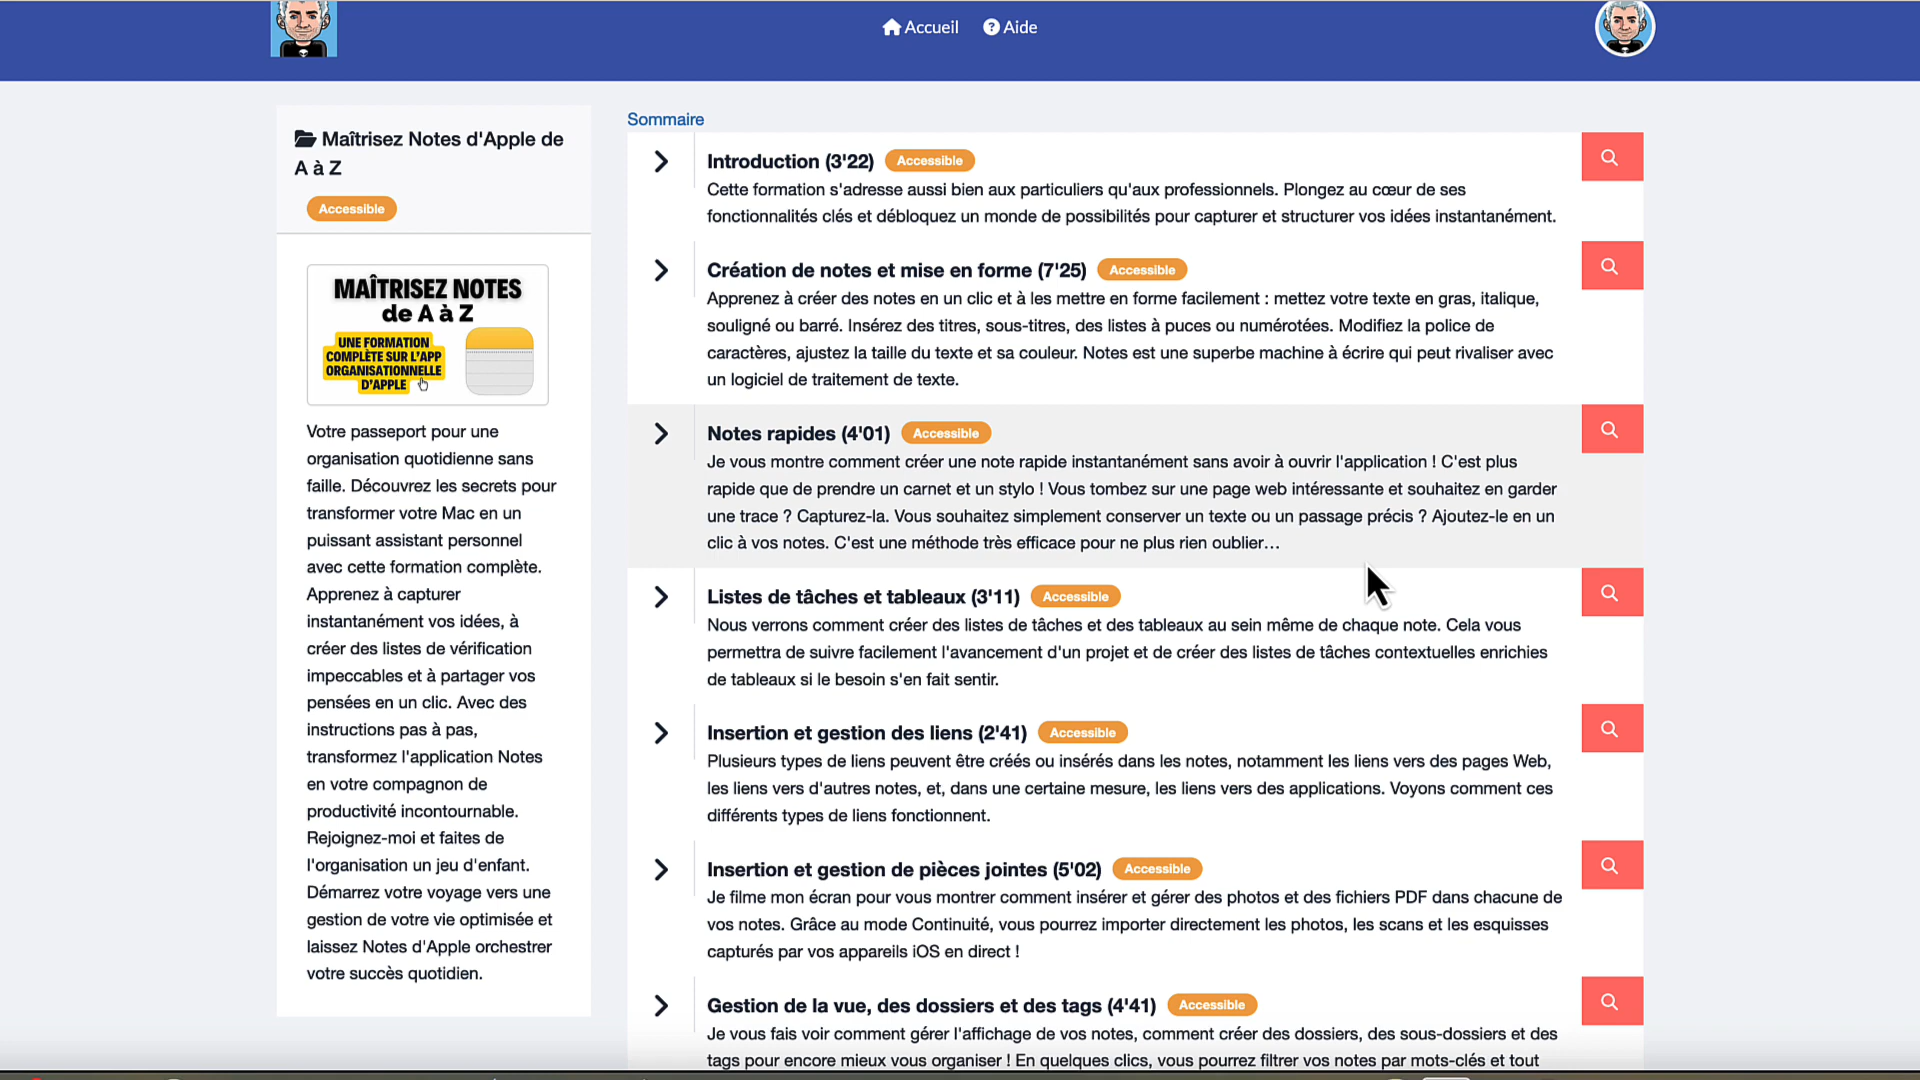 Accueil
Aide
Maîtrisez Notes d'Apple de
A à Z
Accessible
MAÎTRISEZ NOTES
de A à Z
UNE FORMATION
COMPLÈTE SUR L'APP
ORGANISATIONNELLE
D'APPLE
Votre passeport pour une
organisation quotidienne sans
faille. Découvrez les secrets pour
transformer votre Mac en un
puissant assistant personnel
avec cette formation complète.
Apprenez à capturer
instantanément vos idées, à
créer des listes de vérification
impeccables et à partager vos
pensées en un clic. Avec des
instructions pas à pas,
transformez l'application Notes
en votre compagnon de
productivité incontournable.
Rejoignez-moi et faites de
l'organisation un jeu d'enfant.
Démarrez votre voyage vers une
gestion de votre vie optimisée et
laissez Notes d'Apple orchestrer
votre succès quotidien.
Sommaire
Introduction (3'22) Accessible
Cette formation s'adresse aussi bien aux particuliers qu'aux professionnels. Plongez au cœur de ses
fonctionnalités clés et débloquez un monde de possibilités pour capturer et structurer vos idées instantanément.
Création de notes et mise en forme (7'25) Accessible
Apprenez à créer des notes en un clic et à les mettre en forme facilement : mettez votre texte en gras, italique,
souligné ou barré. Insérez des titres, sous-titres, des listes à puces ou numérotées. Modifiez la police de
caractères, ajustez la taille du texte et sa couleur. Notes est une superbe machine à écrire qui peut rivaliser avec
un logiciel de traitement de texte.
Notes rapides (4'01) Accessible
Je vous montre comment créer une note rapide instantanément sans avoir à ouvrir l'application ! C'est plus
rapide que de prendre un carnet et un stylo ! Vous tombez sur une page web intéressante et souhaitez en garder
une trace ? Capturez-la. Vous souhaitez simplement conserver un texte ou un passage précis ? Ajoutez-le en un
clic à vos notes. C'est une méthode très efficace pour ne plus rien oublier…
Listes de tâches et tableaux (3'11) Accessible
Nous verrons comment créer des listes de tâches et des tableaux au sein même de chaque note. Cela vous
permettra de suivre facilement l'avancement d'un projet et de créer des listes de tâches contextuelles enrichies
de tableaux si le besoin s'en fait sentir.
Insertion et gestion des liens (2'41) Accessible
Plusieurs types de liens peuvent être créés ou insérés dans les notes, notamment les liens vers des pages Web,
les liens vers d'autres notes, et, dans une certaine mesure, les liens vers des applications. Voyons comment ces
différents types de liens fonctionnent.
Insertion et gestion de pièces jointes (5'02) Accessible
Je filme mon écran pour vous montrer comment insérer et gérer des photos et des fichiers PDF dans chacune de
vos notes. Grâce au mode Continuité, vous pourrez importer directement les photos, les scans et les esquisses
capturés par vos appareils iOS en direct !
Gestion de la vue, des dossiers et des tags (4'41) Accessible
Je vous fais voir comment gérer l'affichage de vos notes, comment créer des dossiers, des sous-dossiers et des
tags pour encore mieux vous organiser ! En quelques clics, vous pourrez filtrer vos notes par mots-clés et tout